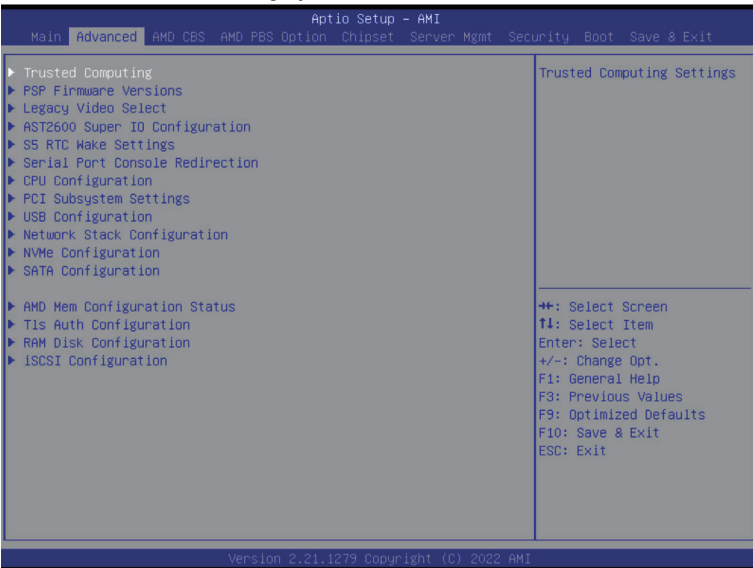 Aptio Setup - AMI
Main Advanced AMD CBS AMD PBS Option Chipset Server Mgmt Security Boot Save & Exit
Trusted Computing
PSP Firmware Versions
Legacy Video Select
AST2600 Super IO Configuration
S5 RTC Wake Settings
Serial Port Console Redirection
CPU Configuration
PCI Subsystem Settings
USB Configuration
Network Stack Configuration
NVMe Configuration
SATA Configuration
AMD Mem Configuration Status
Tls Auth Configuration
RAM Disk Configuration
iSCSI Configuration
Trusted Computing Settings
→←: Select Screen
↑↓: Select Item
Enter: Select
+/-: Change Opt.
F1: General Help
F3: Previous Values
F9: Optimized Defaults
F10: Save & Exit
ESC: Exit
Version 2.21.1279 Copyright (C) 2022 AMI